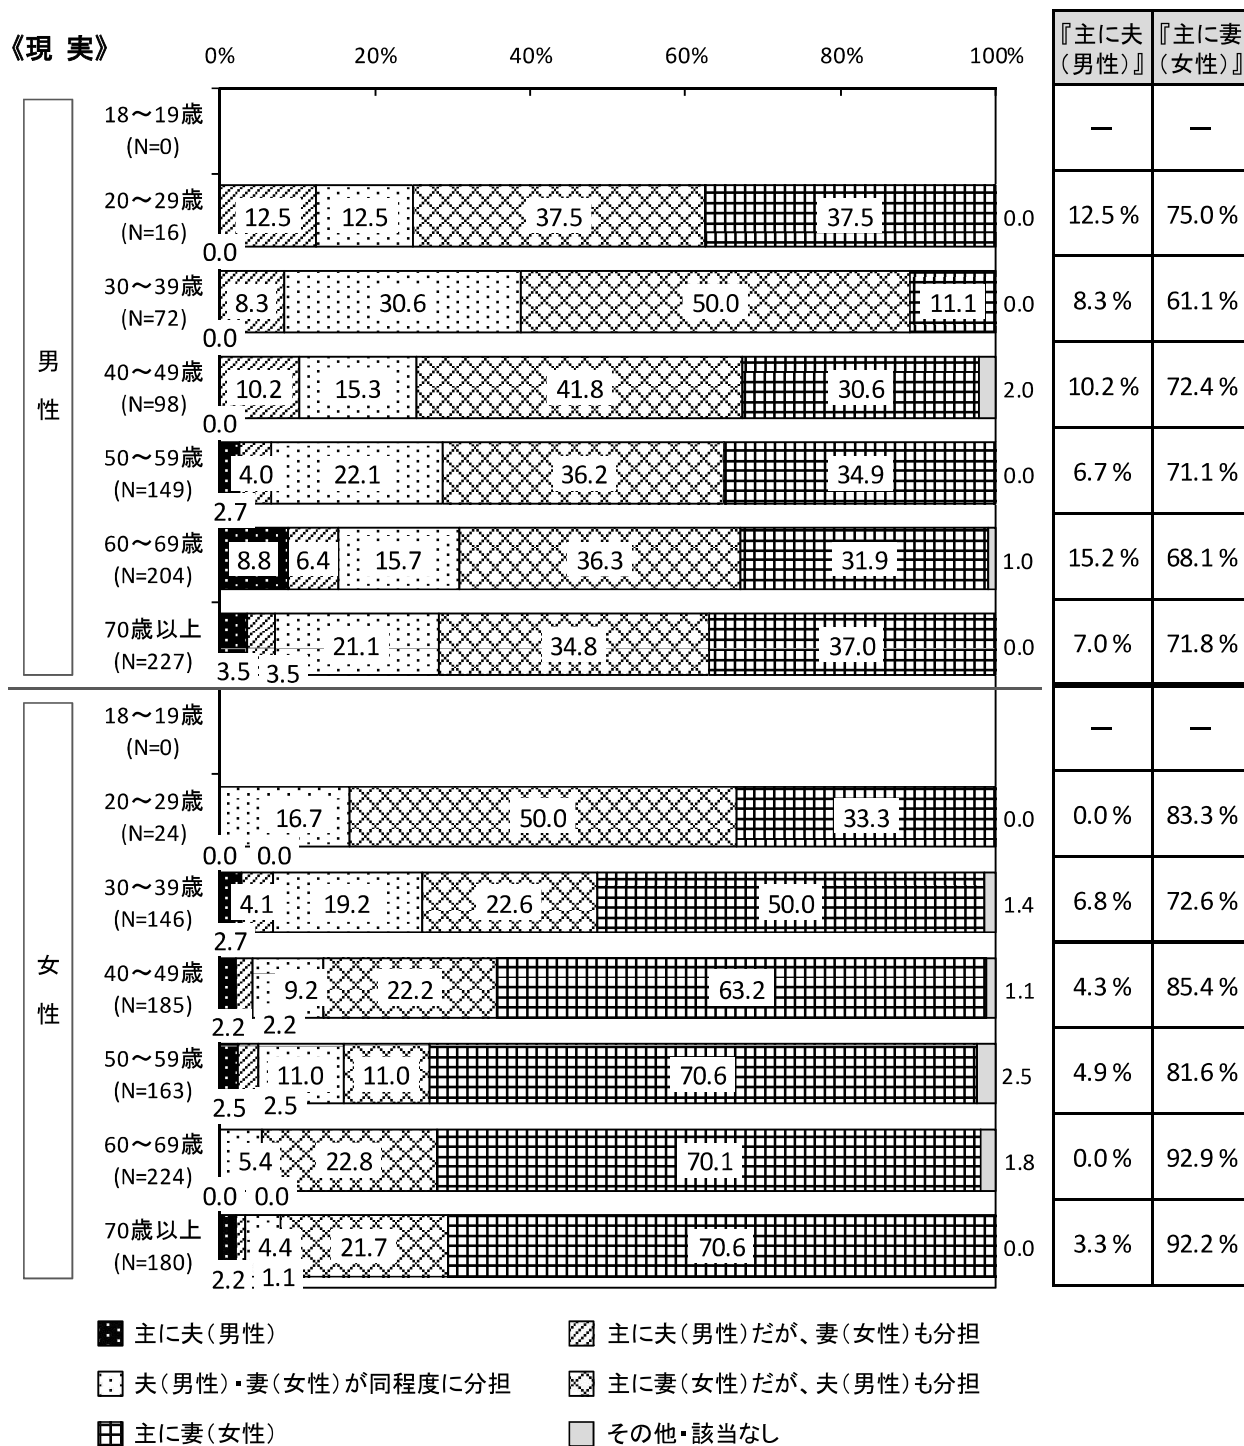 《現 実》
0% 20% 40% 60% 80% 100%
『主に夫（男性）』
『主に妻（女性）』
男性
18～19歳
(N=0)
－ －
20～29歳
(N=16)
0.0 12.5 12.5 37.5 37.5 0.0 12.5％ 75.0％
30～39歳
(N=72)
0.0 8.3 30.6 50.0 11.1 0.0 8.3％ 61.1％
40～49歳
(N=98)
0.0 10.2 15.3 41.8 30.6 2.0 10.2％ 72.4％
50～59歳
(N=149)
2.7 4.0 22.1 36.2 34.9 0.0 6.7％ 71.1％
60～69歳
(N=204)
8.8 6.4 15.7 36.3 31.9 1.0 15.2％ 68.1％
70歳以上
(N=227)
3.5 3.5 21.1 34.8 37.0 0.0 7.0％ 71.8％
女性
18～19歳
(N=0)
－ －
20～29歳
(N=24)
0.0 0.0 16.7 50.0 33.3 0.0 0.0％ 83.3％
30～39歳
(N=146)
2.7 4.1 19.2 22.6 50.0 1.4 6.8％ 72.6％
40～49歳
(N=185)
2.2 2.2 9.2 22.2 63.2 1.1 4.3％ 85.4％
50～59歳
(N=163)
2.5 2.5 11.0 11.0 70.6 2.5 4.9％ 81.6％
60～69歳
(N=224)
0.0 0.0 5.4 22.8 70.1 1.8 0.0％ 92.9％
70歳以上
(N=180)
2.2 1.1 4.4 21.7 70.6 0.0 3.3％ 92.2％
主に夫（男性）
主に夫（男性）だが、妻（女性）も分担
夫（男性）・妻（女性）が同程度に分担
主に妻（女性）だが、夫（男性）も分担
主に妻（女性）
その他・該当なし